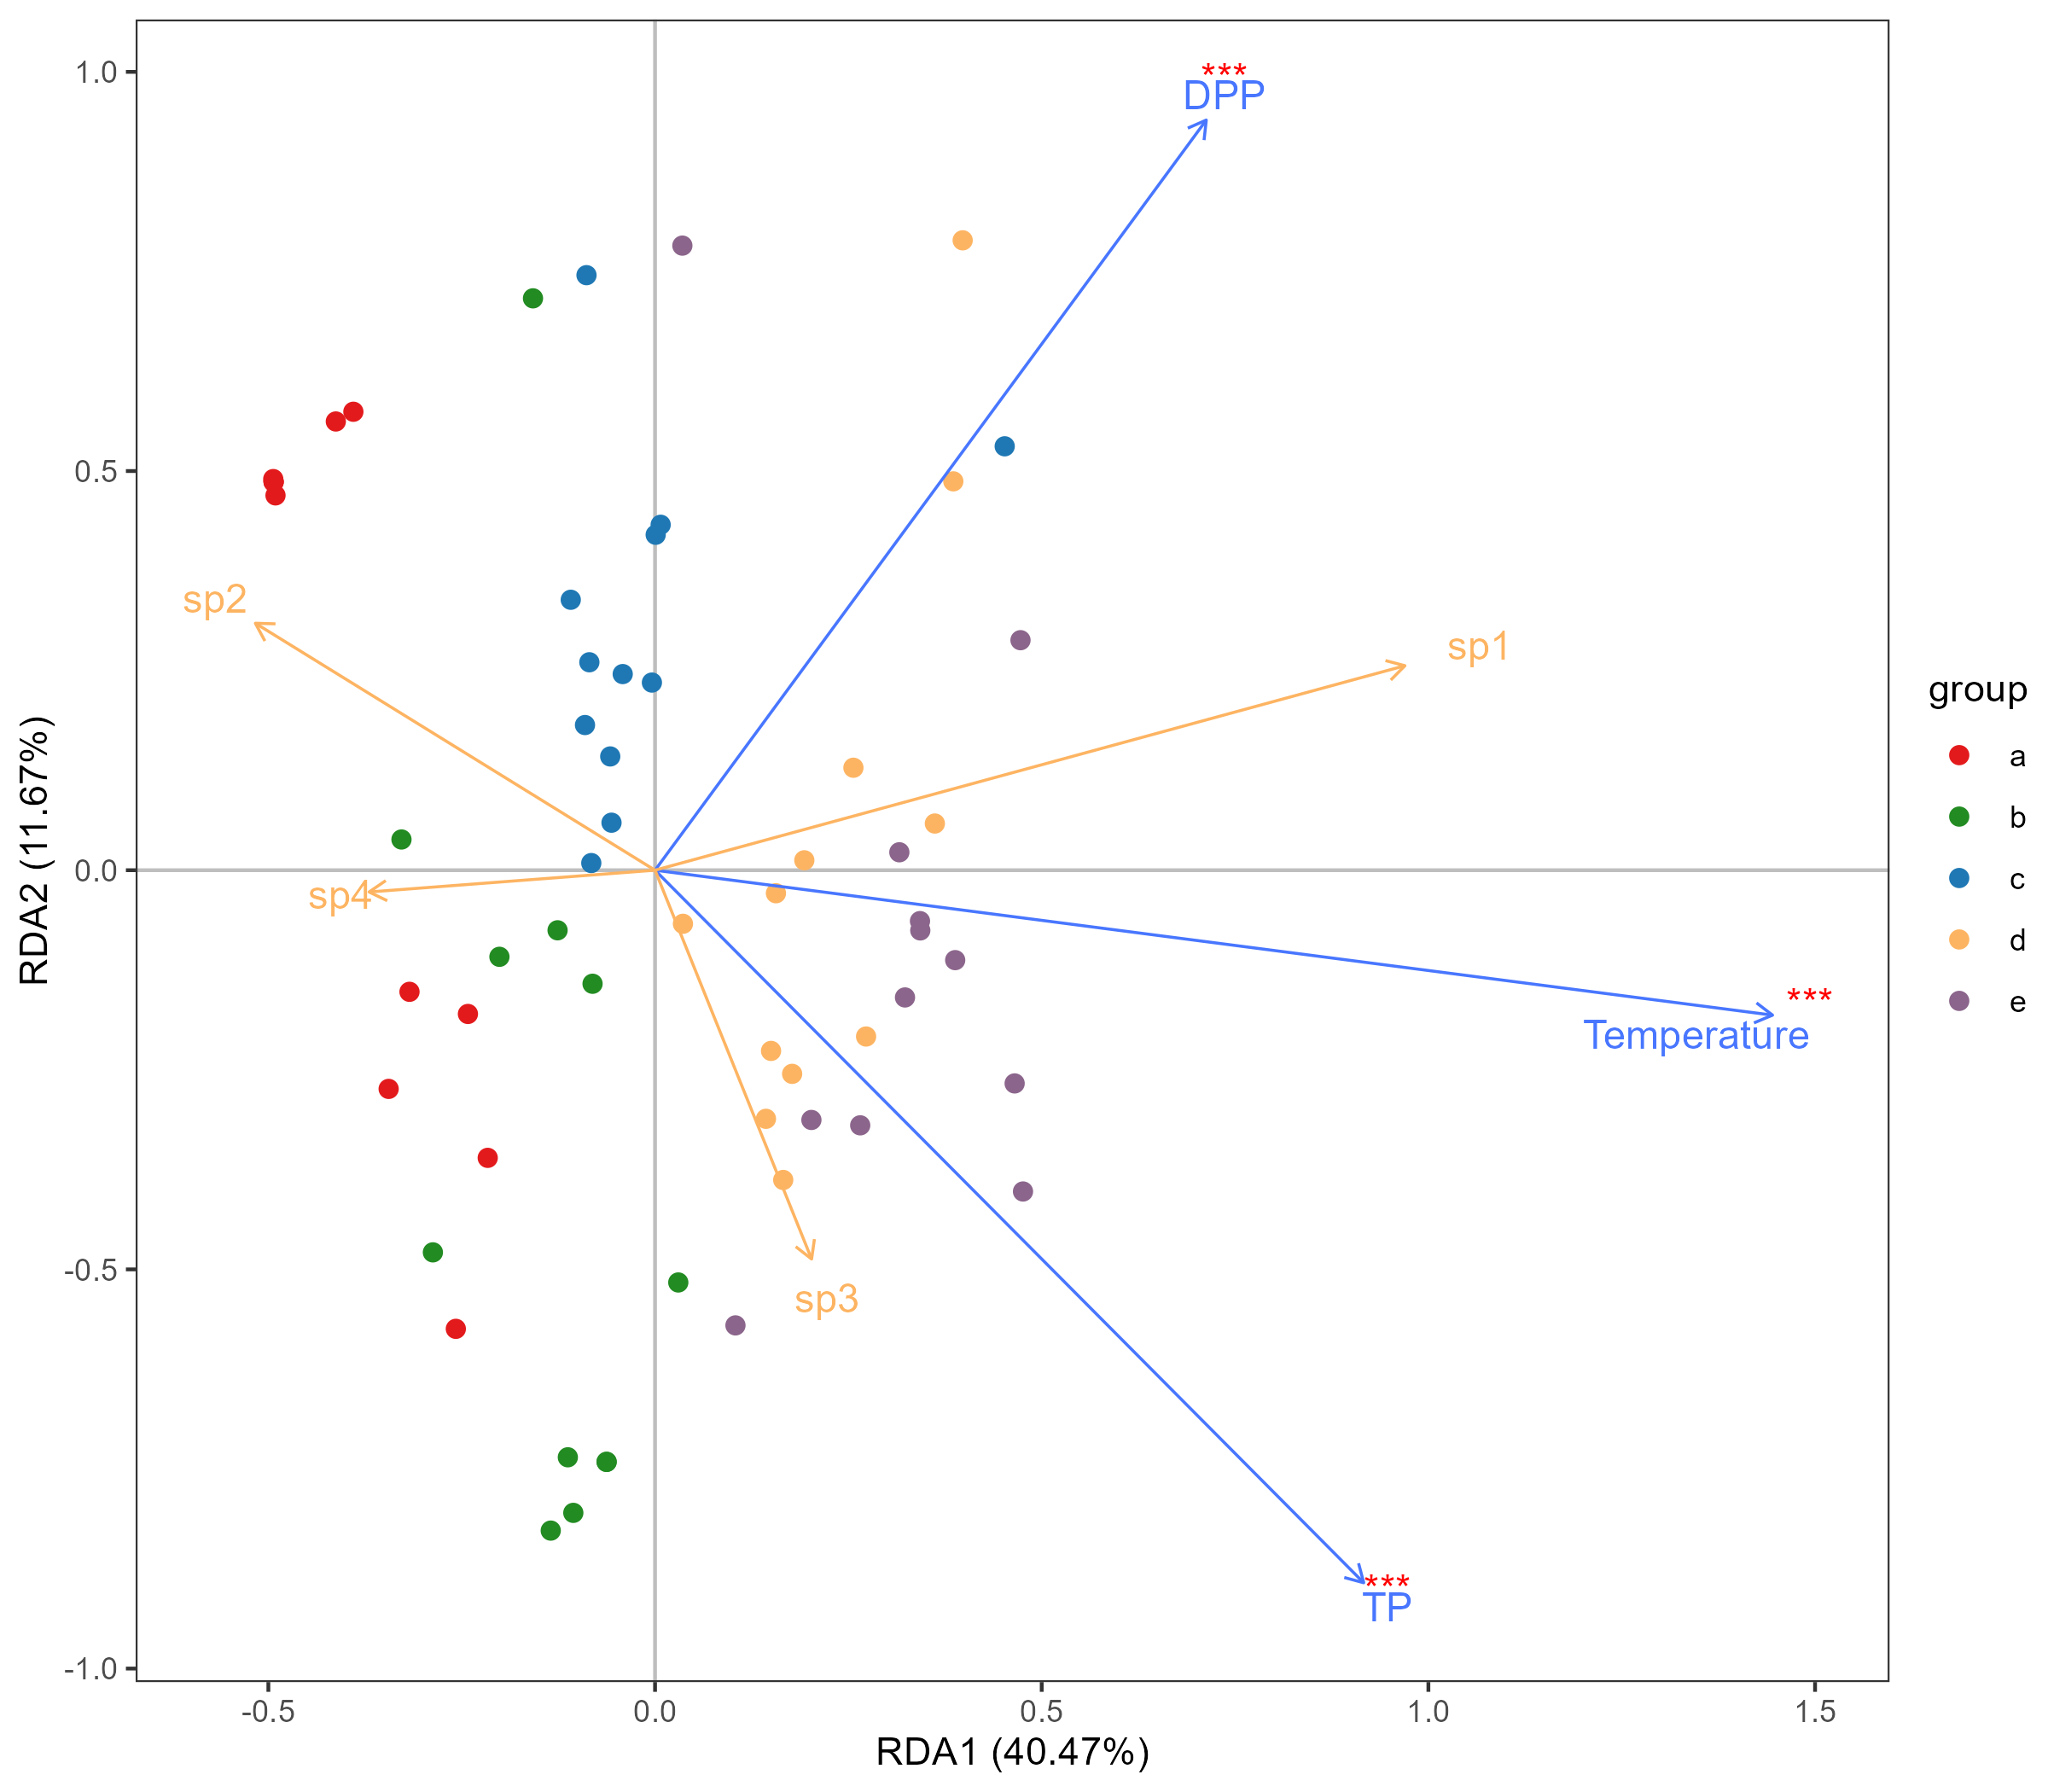 1.0
0.5
0.0
-0.5
-1.0
RDA2 (11.67%)
***
DPP
sp2
sp1
sp4
***
Temperature
sp3
***
TP
-0.5
0.0
0.5
1.0
1.5
RDA1 (40.47%)
group
a
b
c
d
e